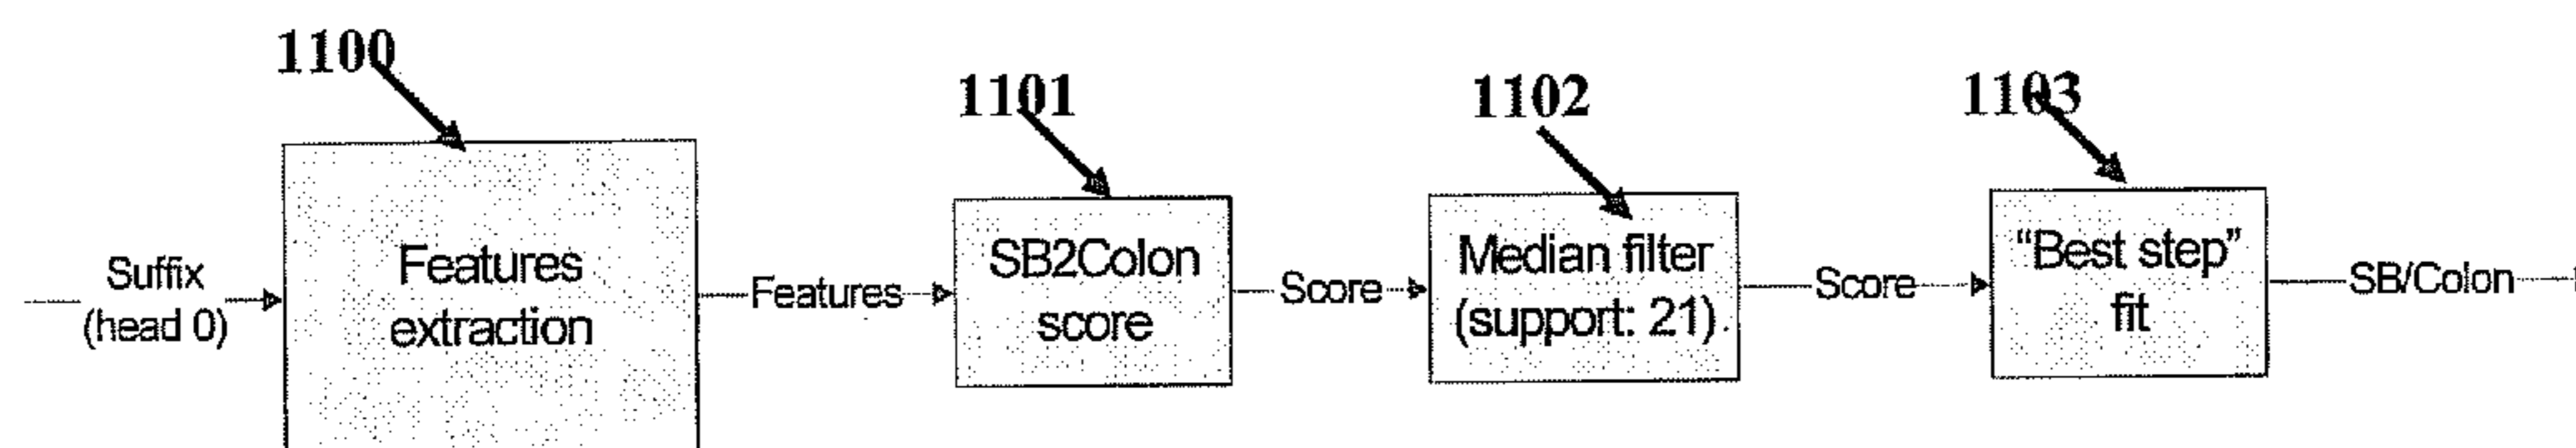 1100
1101
1102
1103
Suffix
(head 0)
Features
extraction
Features
SB2Colon
score
Score
Median filter
(support: 21)
Score
“Best step”
fit
SB/Colon